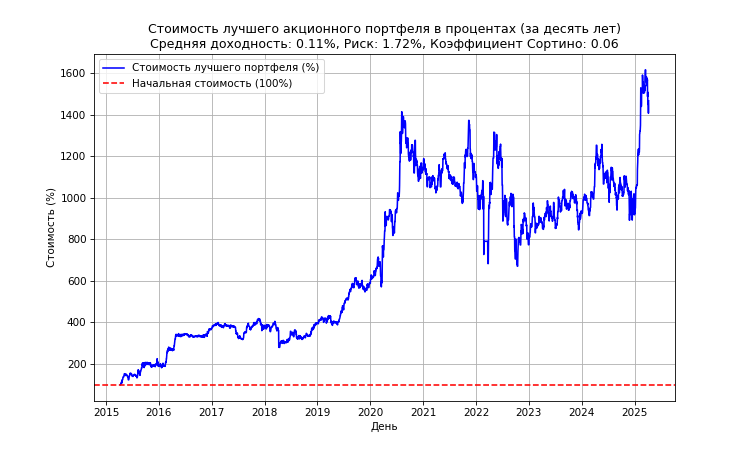 Стоимость лучшего акционного портфеля в процентах (за десять лет)
Средняя доходность: 0.11%, Риск: 1.72%, Коэффициент Сортино: 0.06
Стоимость лучшего портфеля (%)
Начальная стоимость (100%)
Стоимость (%)
1600
1400
1200
1000
800
600
400
200
2015 2016 2017 2018 2019 2020 2021 2022 2023 2024 2025
День